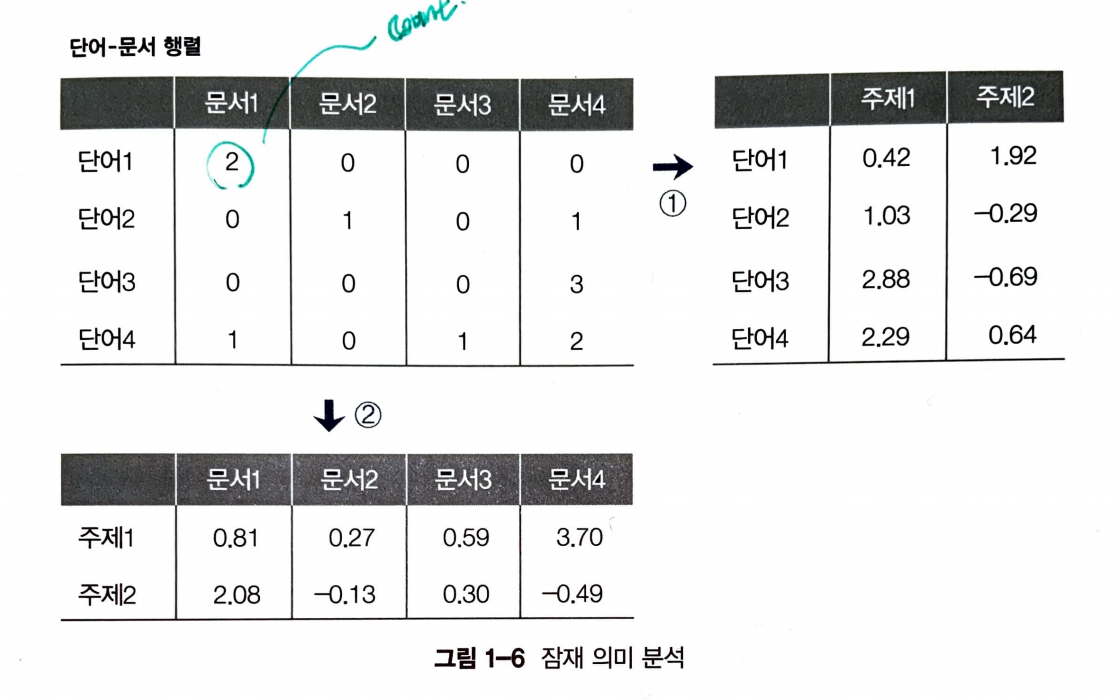 count.
단어-문서 행렬
문서1 문서2 문서3 문서4
단어1 2 0 0 0
단어2 0 1 0 1
단어3 0 0 0 3
단어4 1 0 1 2
→ ①
주제1 주제2
단어1 0.42 1.92
단어2 1.03 −0.29
단어3 2.88 −0.69
단어4 2.29 0.64
↓ ②
문서1 문서2 문서3 문서4
주제1 0.81 0.27 0.59 3.70
주제2 2.08 −0.13 0.30 −0.49
그림 1−6 잠재 의미 분석